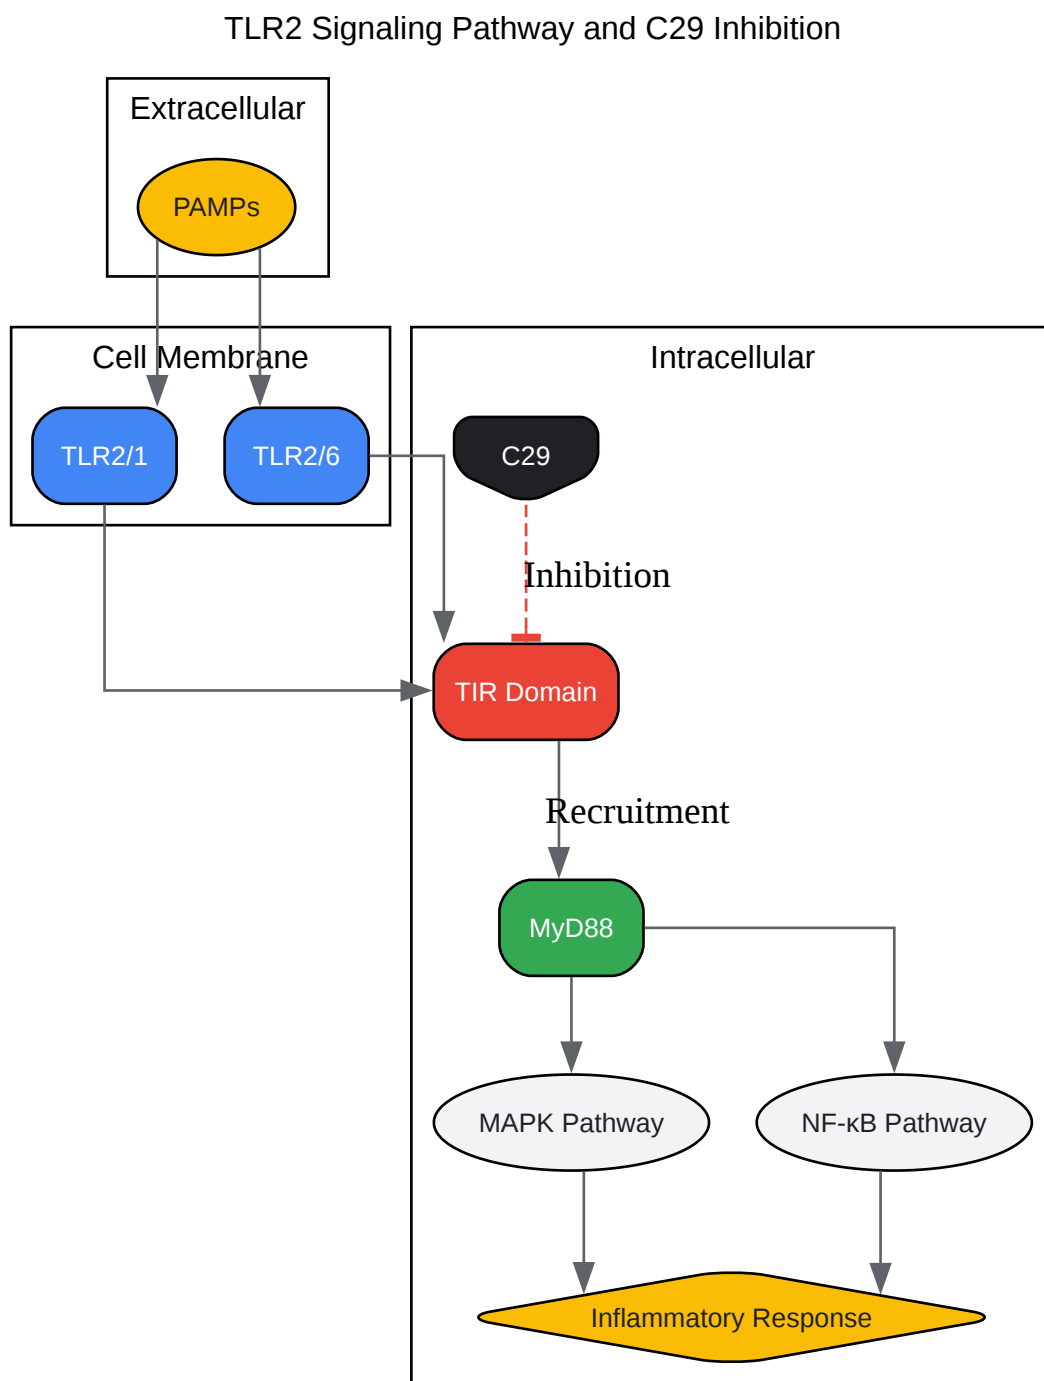 TLR2 Signaling Pathway and C29 Inhibition
Extracellular
PAMPs
Cell Membrane
Intracellular
TLR2/1
TLR2/6
C29
Inhibition
TIR Domain
Recruitment
MyD88
MAPK Pathway
NF-κB Pathway
Inflammatory Response